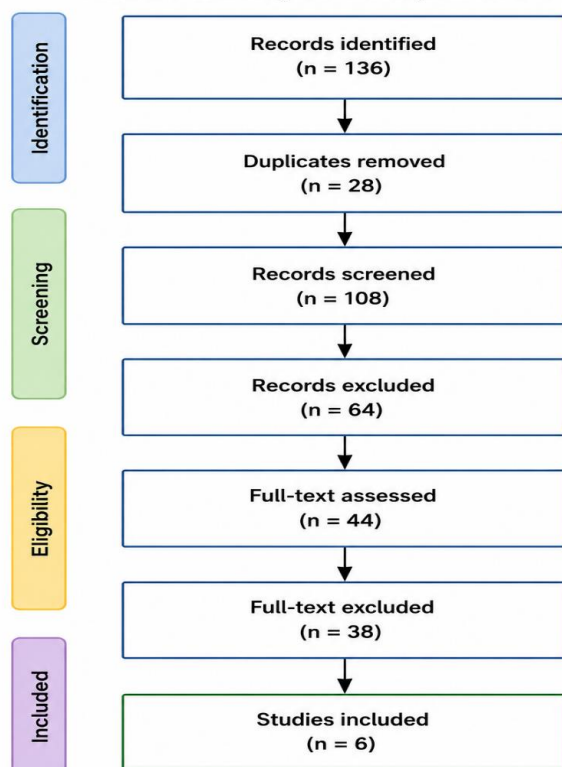 Identification
Records identified
(n = 136)
Duplicates removed
(n = 28)
Screening
Records screened
(n = 108)
Records excluded
(n = 64)
Eligibility
Full-text assessed
(n = 44)
Full-text excluded
(n = 38)
Included
Studies included
(n = 6)